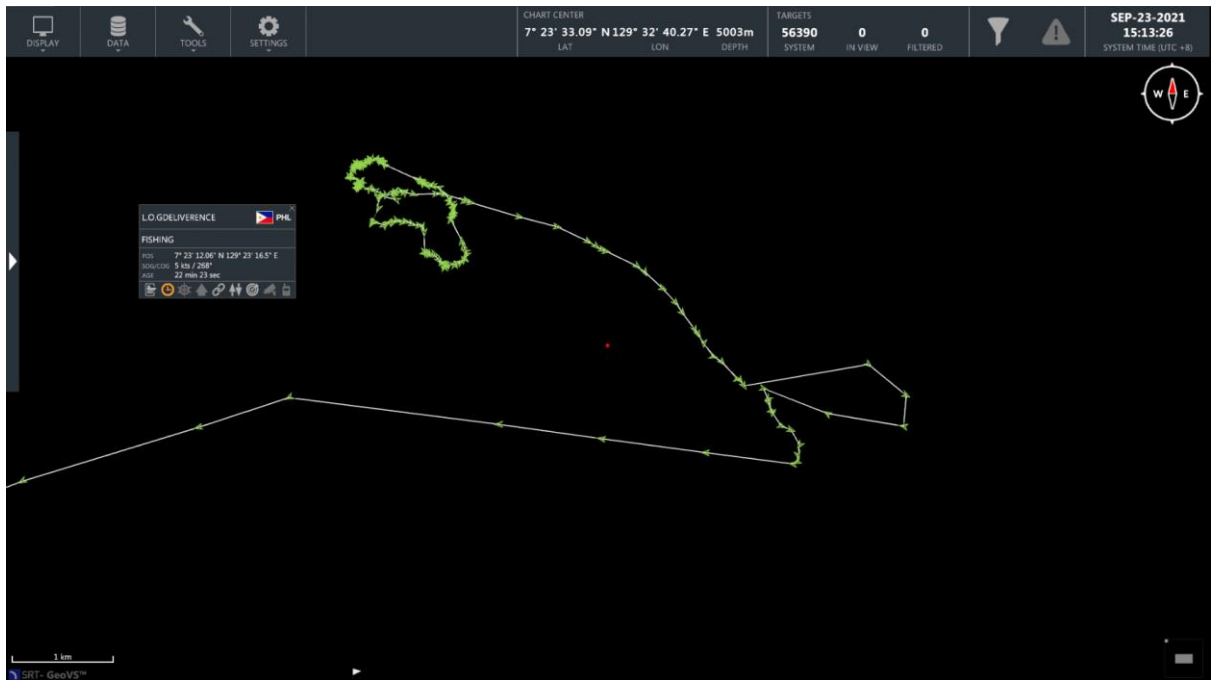 DISPLAY
DATA
TOOLS
SETTINGS
CHART CENTER
7° 23' 33.09" N 129° 32' 40.27" E 5003m
LAT LON DEPTH
TARGETS
56390 0 0
SYSTEM IN VIEW FILTERED
SEP-23-2021
15:13:26
SYSTEM TIME (UTC +8)
W E
L.O.GDELIVERENCE PHL
FISHING
POS 7° 23' 12.06" N 129° 23' 16.5" E
SOG/COG 5 kts / 268°
AGE 22 min 23 sec
1 km
SRT- GeoVS™